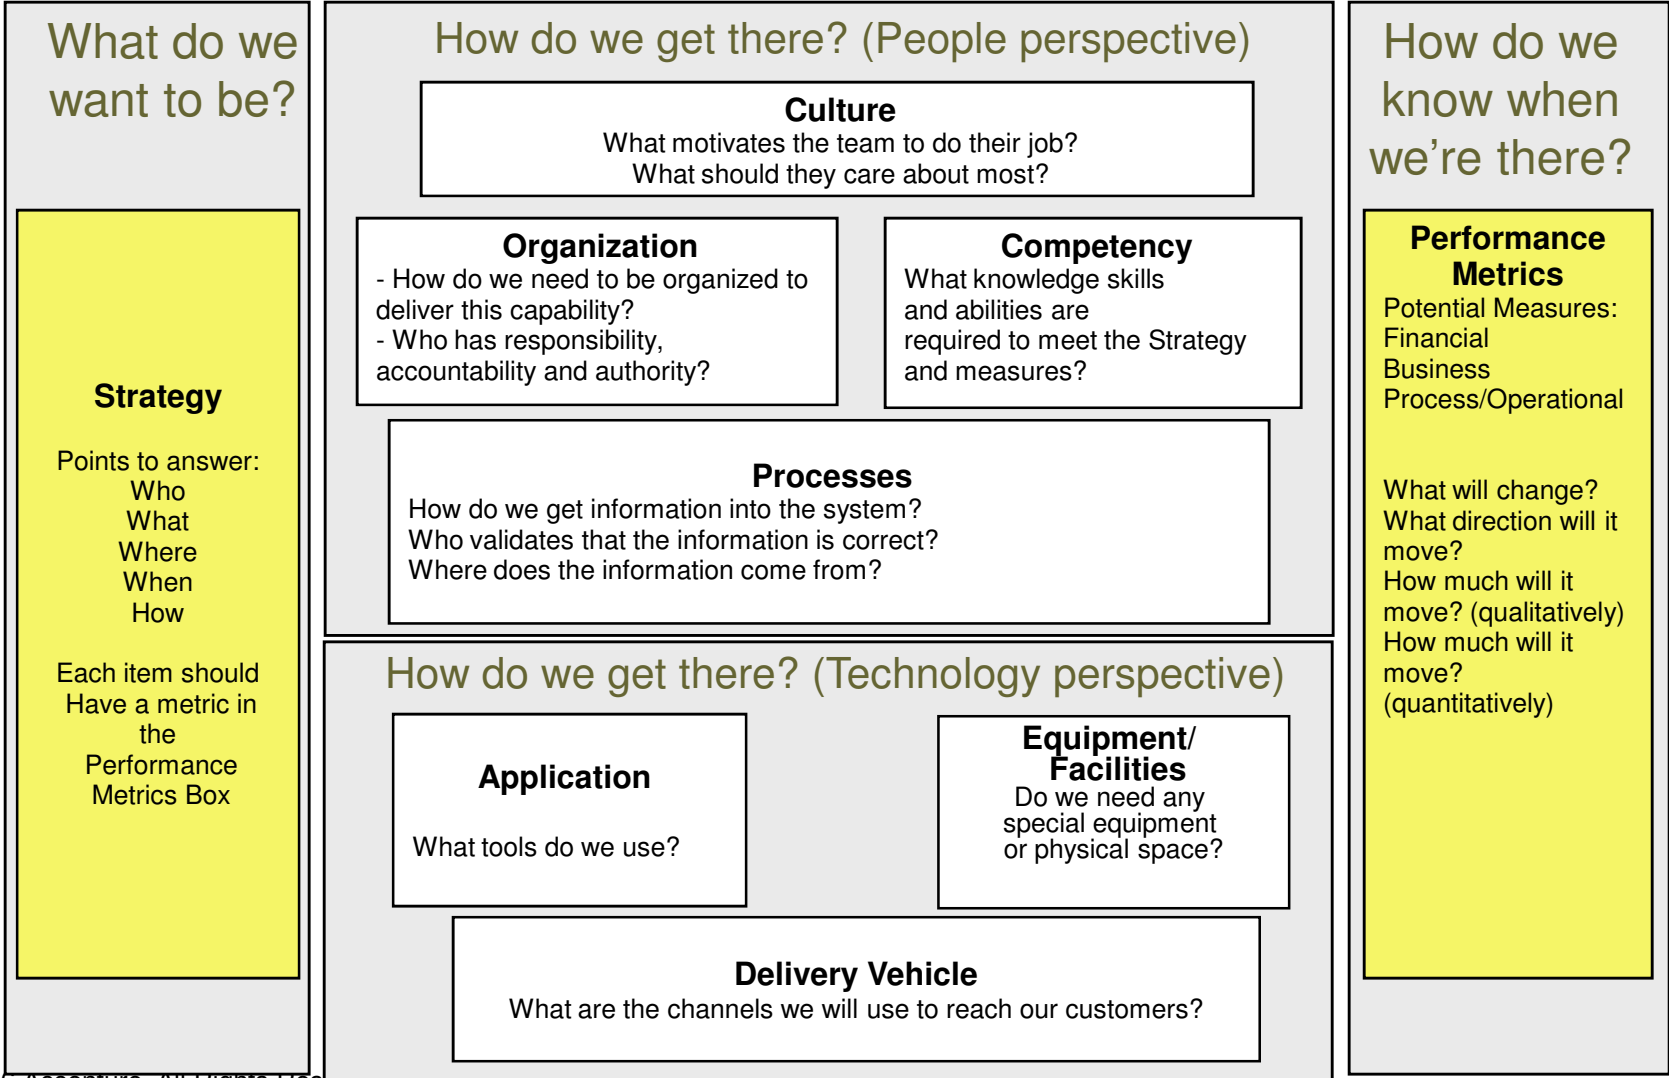 What do we
want to be?
Strategy
Points to answer:
Who
What
Where
When
How
Each item should
Have a metric in
the
Performance
Metrics Box
How do we get there? (People perspective)
Culture
What motivates the team to do their job?
What should they care about most?
Organization
- How do we need to be organized to
deliver this capability?
- Who has responsibility,
accountability and authority?
Competency
What knowledge skills
and abilities are
required to meet the Strategy
and measures?
Processes
How do we get information into the system?
Who validates that the information is correct?
Where does the information come from?
How do we get there? (Technology perspective)
Application
What tools do we use?
Equipment/
Facilities
Do we need any
special equipment
or physical space?
Delivery Vehicle
What are the channels we will use to reach our customers?
How do we
know when
we're there?
Performance
Metrics
Potential Measures:
Financial
Business
Process/Operational
What will change?
What direction will it
move?
How much will it
move? (qualitatively)
How much will it
move?
(quantitatively)
Accenture. All Rights